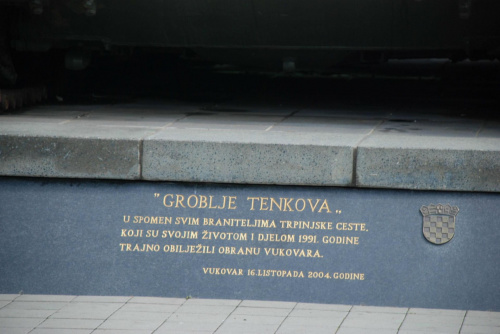 "GROBLJE TENKOVA„
U SPOMEN SVIM BRANITELJIMA TRPINJSKE CESTE,
KOJI SU SVOJIM ŽIVOTOM I DJELOM 1991. GODINE
TRAJNO OBILJEŽILI OBRANU VUKOVARA.
VUKOVAR 16.LISTOPADA 2004.GODINE